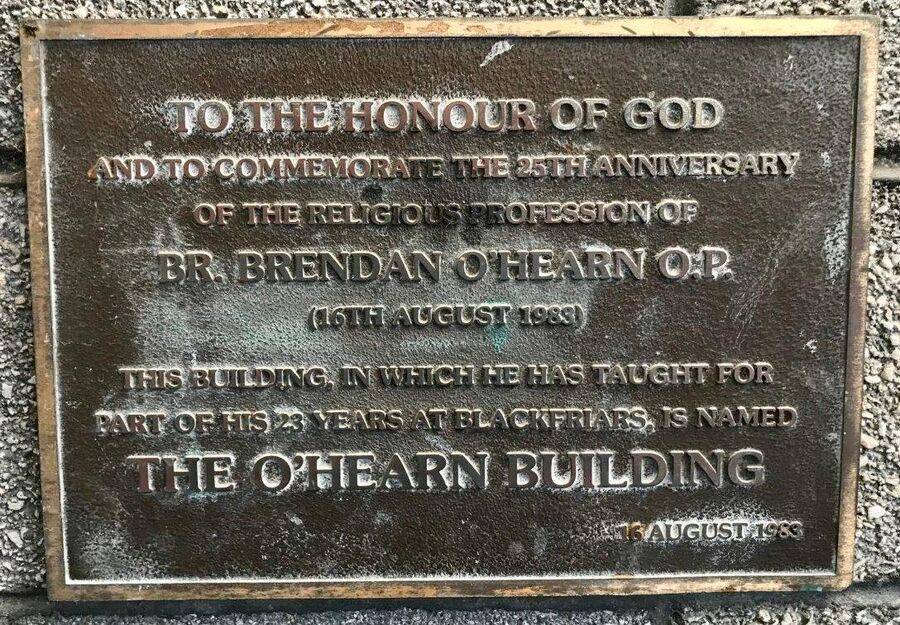 TO THE HONOUR OF GOD
AND TO COMMEMORATE THE 25TH ANNIVERSARY
OF THE RELIGIOUS PROFESSION OF
BR. BRENDAN O'HEARN O.P.
(16TH AUGUST 1983)
THIS BUILDING, IN WHICH HE HAS TAUGHT FOR
PART OF HIS 23 YEARS AT BLACKFRIARS, IS NAMED
THE O'HEARN BUILDING
16 AUGUST 1983